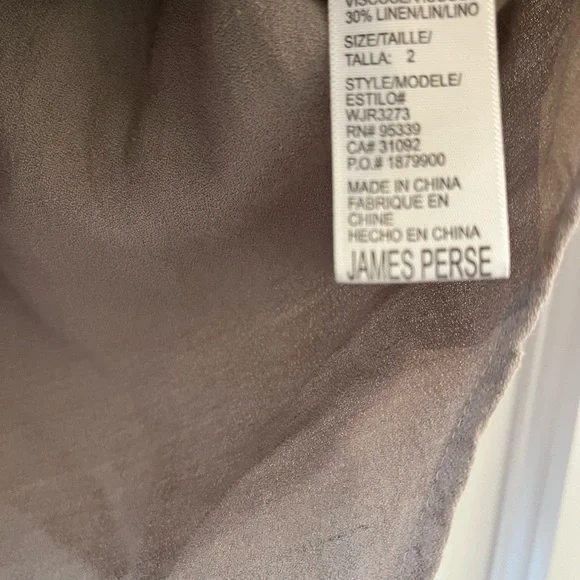 30% LINEN/LIN/LINO
SIZE/TAILLE/
TALLA: 2
STYLE/MODELE/
ESTILO#
WJR3273
RN# 95339
CA# 31092
P.O.# 1879900
MADE IN CHINA
FABRIQUE EN
CHINE
HECHO EN CHINA
JAMES PERSE